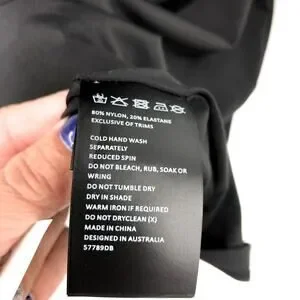 80% NYLON, 20% ELASTANE
EXCLUSIVE OF TRIMS
COLD HAND WASH
SEPARATELY
REDUCED SPIN
DO NOT BLEACH, RUB, SOAK OR
WRING
DO NOT TUMBLE DRY
DRY IN SHADE
WARM IRON IF REQUIRED
DO NOT DRYCLEAN (X)
MADE IN CHINA
DESIGNED IN AUSTRALIA
57789DB